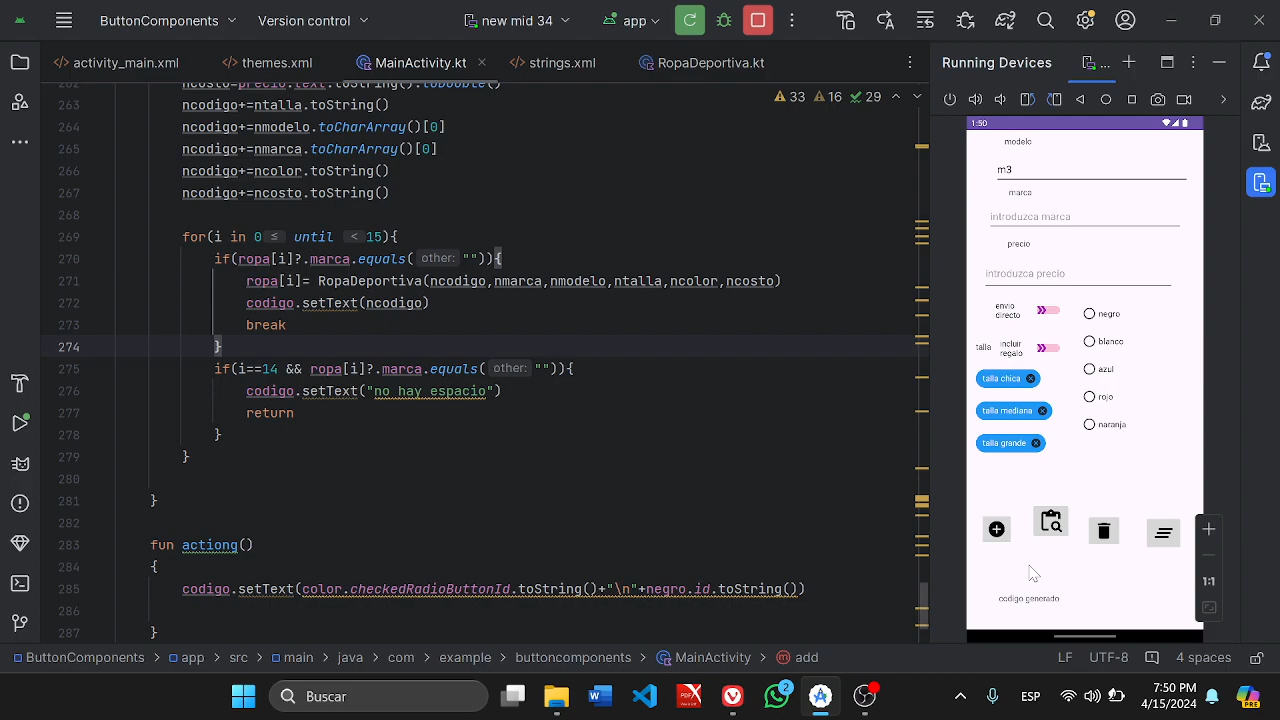 ButtonComponents
Version control
new mid 34
app
activity_main.xml
themes.xml
MainActivity.kt
strings.xml
RopaDeportiva.kt
Running Devices
33 16 29
263 ncodigo+=ntalla.toString()
264 ncodigo+=nmodelo.toCharArray()[0]
265 ncodigo+=nmarca.toCharArray()[0]
266 ncodigo+=ncolor.toString()
267 ncodigo+=ncosto.toString()
268
269 for(i in 0 ≤ until < 15){
270 if(ropa[i]?.marca.equals( other: "")){
271 ropa[i]= RopaDeportiva(ncodigo,nmarca,nmodelo,ntalla,ncolor,ncosto)
272 codigo.setText(ncodigo)
273 break
274
275 if(i==14 && ropa[i]?.marca.equals( other: "")){
276 codigo.setText("no hay espacio")
277 return
278 }
279 }
280
281 }
282
283 fun actiong()
284 {
285 codigo.setText(color.checkedRadioButtonId.toString()+"\n"+negro.id.toString())
286
287 }
1:50
modelo
m3
marca
introduzca marca
precio
introduzca precio
envio
directo
negro
blanco
talla
incluir
regalo
azul
talla chica
rojo
talla mediana
naranja
talla grande
codigo generado
1:1
ButtonComponents
app
src
main
java
com
example
buttoncomponents
MainActivity
add
LF
UTF-8
4 spaces
Buscar
2
ESP
7:50 PM
4/15/2024
FREE